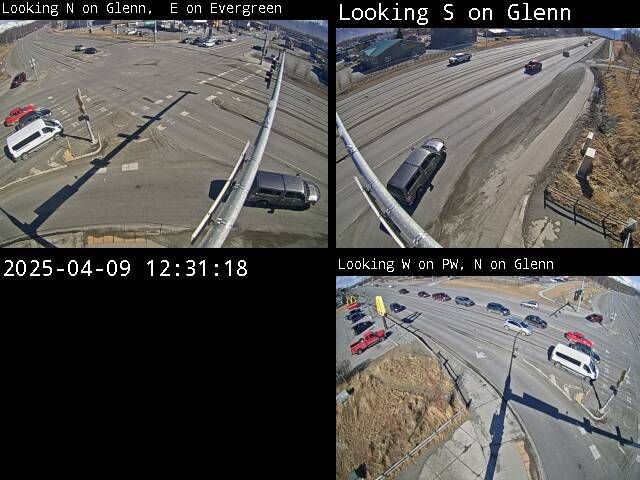 Looking N on Glenn,  E on Evergreen
Looking S on Glenn
2025-04-09 12:31:18
Looking W on PW, N on Glenn